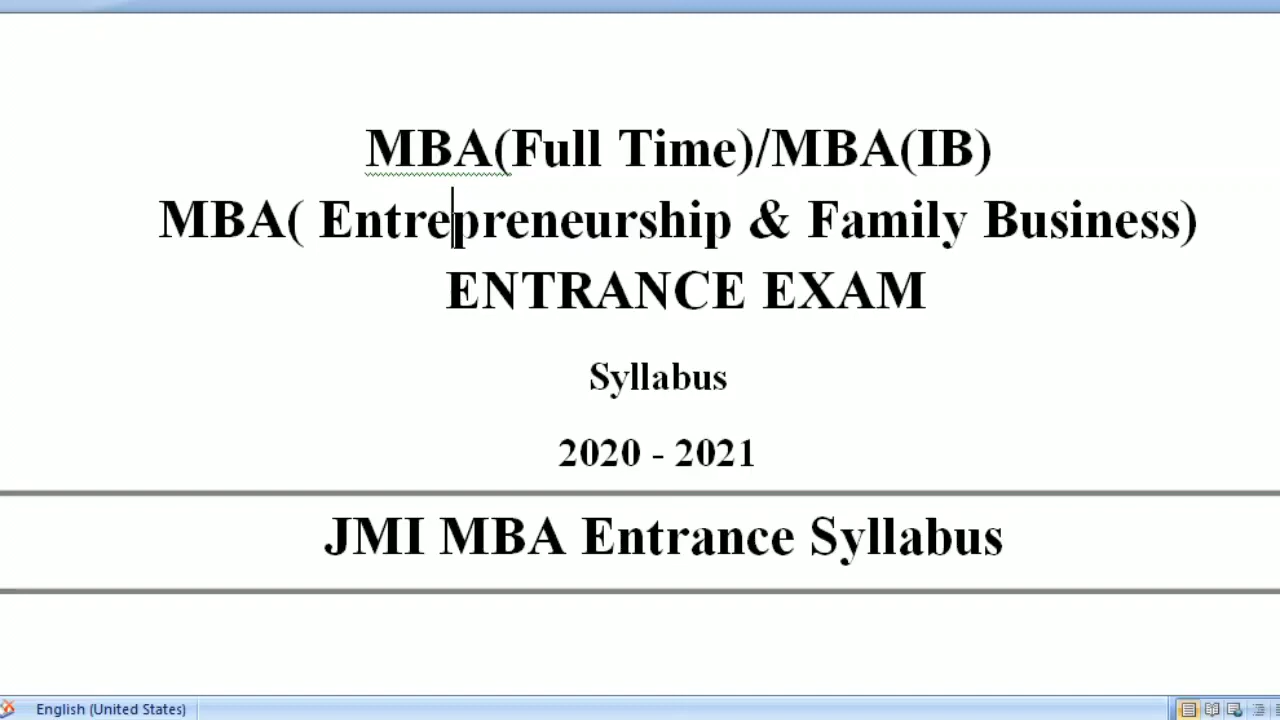 MBA(Full Time)/MBA(IB)
MBA( Entrepreneurship & Family Business)
ENTRANCE EXAM
Syllabus
2020 - 2021
JMI MBA Entrance Syllabus
English (United States)